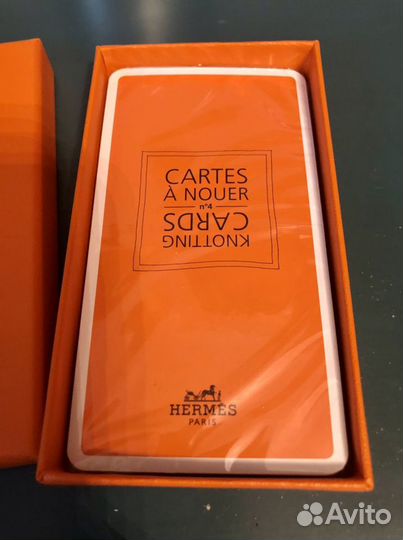 CARTES
À NOUER
n°4
KNOTTING
CARDS
HERMÈS
PARIS
Avito